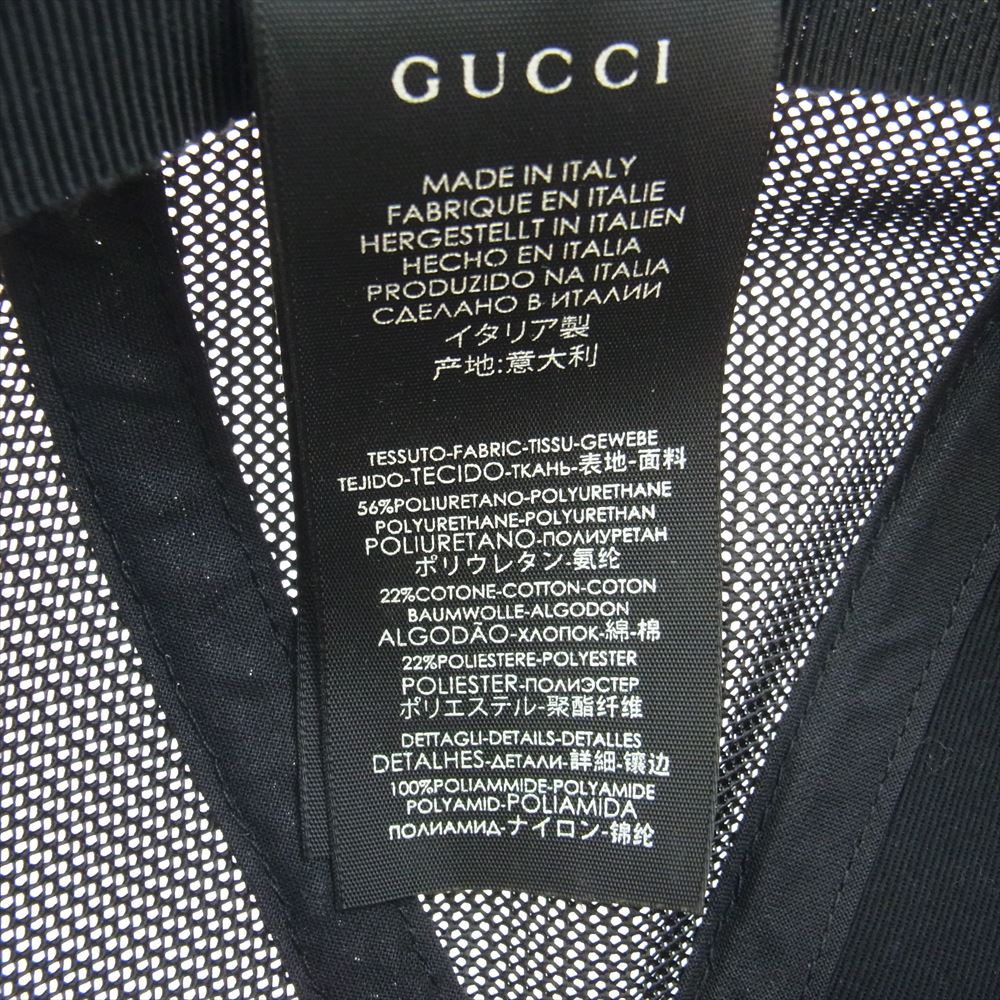 GUCCI
MADE IN ITALY
FABRIQUE EN ITALIE
HERGESTELLT IN ITALIEN
HECHO EN ITALIA
PRODUZIDO NA ITALIA
СДЕЛАНО В ИТАЛИИ
イタリア製
产地:意大利
TESSUTO-FABRIC-TISSU-GEWEBE
TEJIDO-TECIDO-ТКАНЬ-表地-面料
56%POLIURETANO-POLYURETHANE
POLYURETHANE-POLYURETHAN
POLIURETANO-ПОЛИУРЕТАН
ポリウレタン-氨纶
22%COTONE-COTTON-COTON
BAUMWOLLE-ALGODON
ALGODÃO-ХЛОПОК-綿-棉
22%POLIESTERE-POLYESTER
POLIESTER-ПОЛИЭСТЕР
ポリエステル-聚酯纤维
DETTAGLI-DETAILS-DETALLES
DETALHES-ДЕТАЛИ-詳細-镶边
100%POLIAMMIDE-POLYAMIDE
POLYAMID-POLIAMIDA
ПОЛИАМИД-ナイロン-锦纶